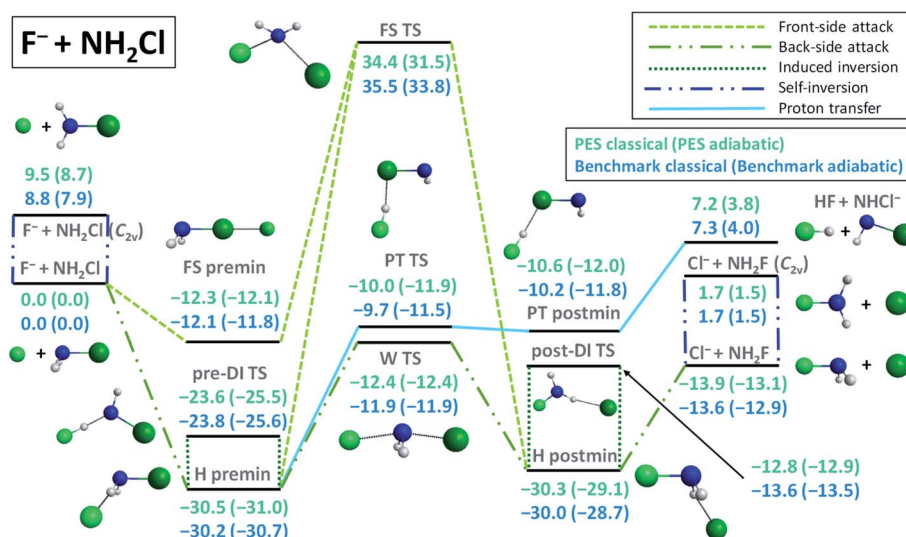 F⁻ + NH₂Cl
FS TS
34.4 (31.5)
35.5 (33.8)
Front-side attack
Back-side attack
Induced inversion
Self-inversion
Proton transfer
PES classical (PES adiabatic)
Benchmark classical (Benchmark adiabatic)
+
9.5 (8.7)
8.8 (7.9)
F⁻ + NH₂Cl (C₂ᵥ)
F⁻ + NH₂Cl
0.0 (0.0)
0.0 (0.0)
+
FS premin
−12.3 (−12.1)
−12.1 (−11.8)
pre-DI TS
−23.6 (−25.5)
−23.8 (−25.6)
H premin
−30.5 (−31.0)
−30.2 (−30.7)
PT TS
−10.0 (−11.9)
−9.7 (−11.5)
W TS
−12.4 (−12.4)
−11.9 (−11.9)
−10.6 (−12.0)
−10.2 (−11.8)
PT postmin
post-DI TS
H postmin
−30.3 (−29.1)
−30.0 (−28.7)
7.2 (3.8)
7.3 (4.0)
HF + NHCl⁻
+
Cl⁻ + NH₂F (C₂ᵥ)
1.7 (1.5)
1.7 (1.5)
+
Cl⁻ + NH₂F
−13.9 (−13.1)
−13.6 (−12.9)
+
−12.8 (−12.9)
−13.6 (−13.5)